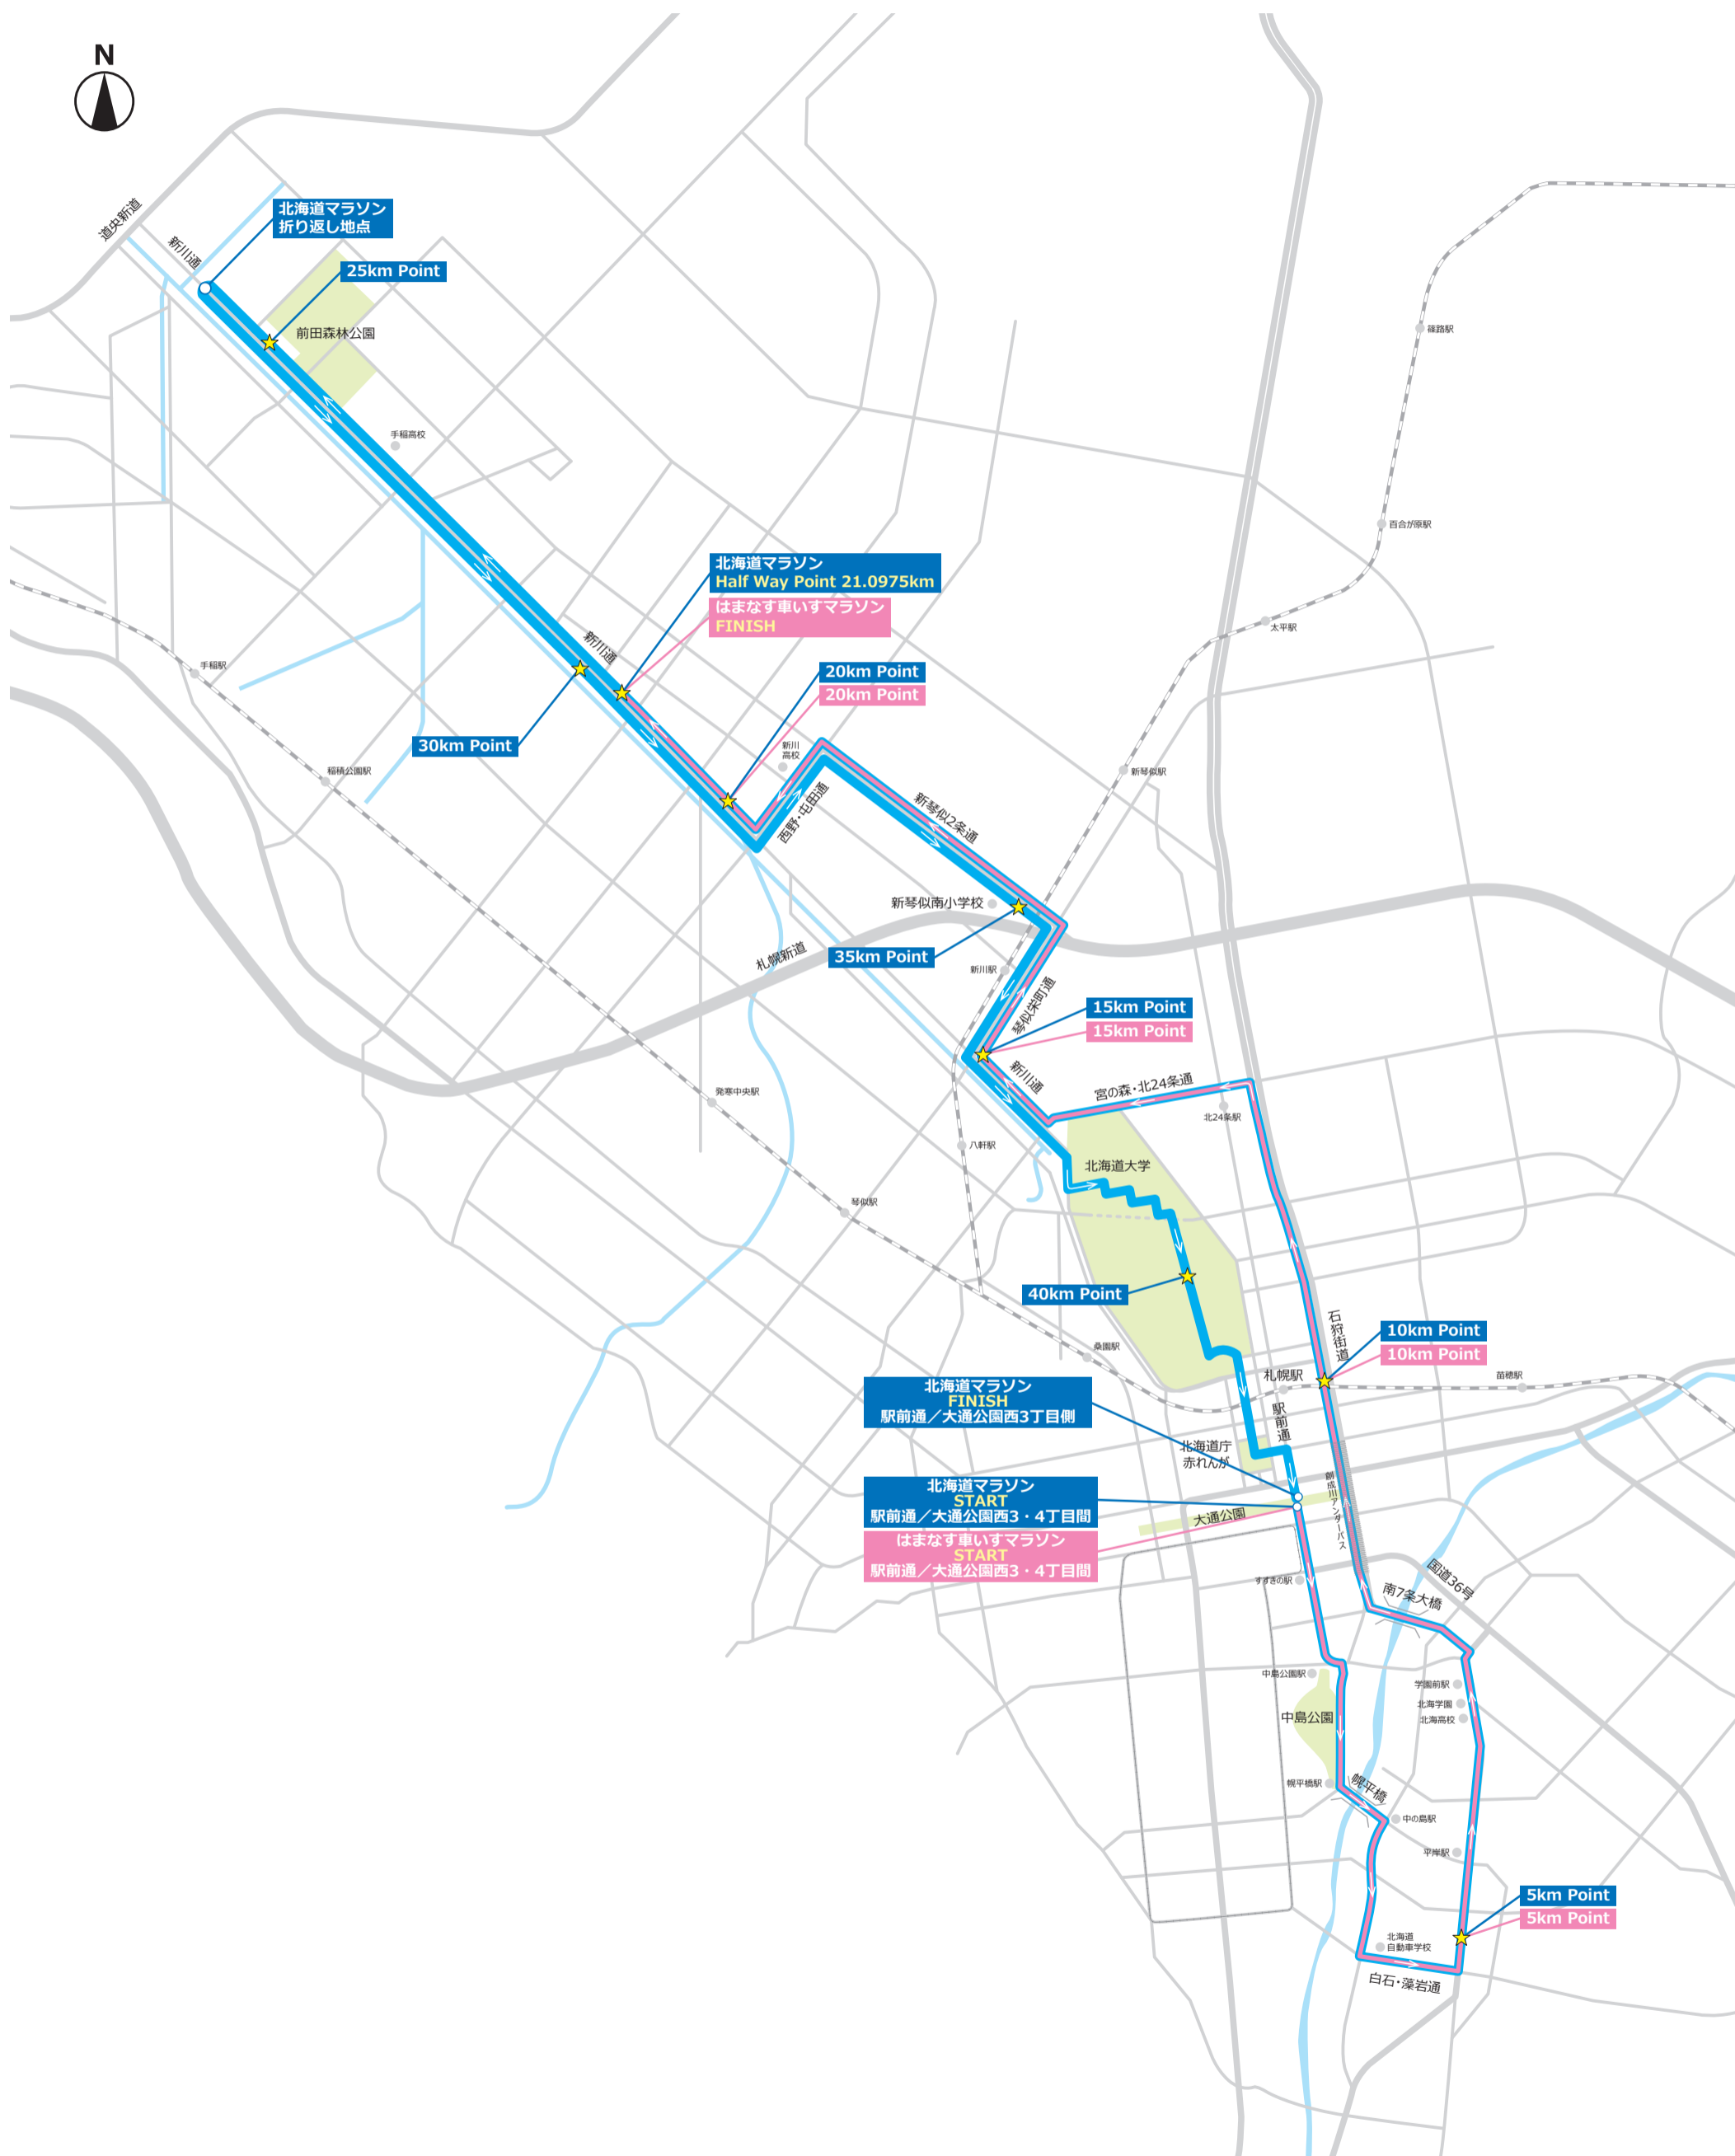 N
道央新道
新川通
北海道マラソン
折り返し地点
25km Point
前田森林公園
手稲高校
篠路駅
百合が原駅
北海道マラソン
Half Way Point 21.0975km
はまなす車いすマラソン
FINISH
太平駅
新川通
手稲駅
20km Point
20km Point
30km Point
新川
高校
稲積公園駅
新琴似駅
西野・屯田通
新琴似2条通
新琴似南小学校
札幌新道
35km Point
新川駅
琴似栄町通
15km Point
15km Point
新川通
宮の森・北24条通
発寒中央駅
北24条駅
八軒駅
北海道大学
琴似駅
40km Point
石狩街道
10km Point
10km Point
桑園駅
札幌駅
苗穂駅
北海道マラソン
FINISH
駅前通／大通公園西3丁目側
駅前通
北海道庁
赤れんが
創成川アンダーパス
北海道マラソン
START
駅前通／大通公園西3・4丁目間
大通公園
はまなす車いすマラソン
START
駅前通／大通公園西3・4丁目間
すすきの駅
国道36号
南7条大橋
中島公園駅
学園前駅
北海学園
北海高校
中島公園
幌平橋駅
幌平橋
中の島駅
平岸駅
5km Point
5km Point
北海道
自動車学校
白石・藻岩通